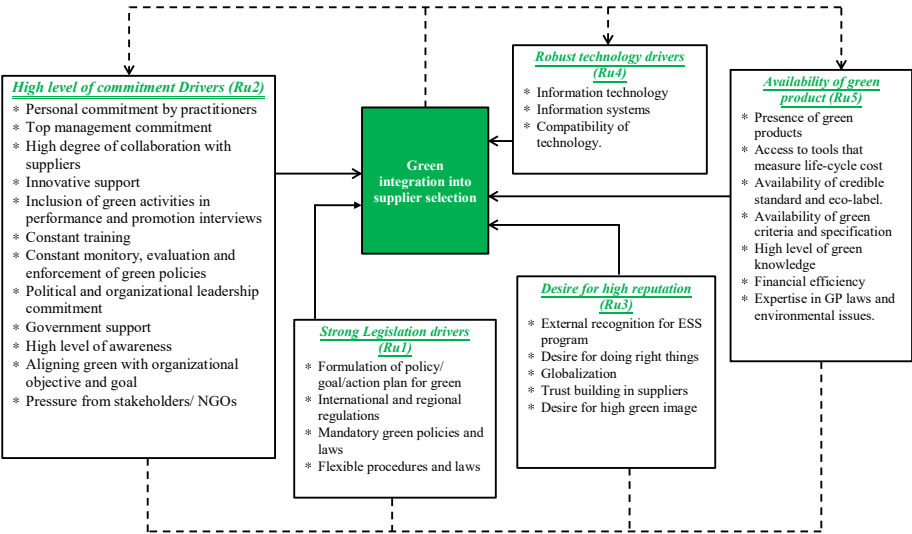 High level of commitment Drivers (Ru2)
* Personal commitment by practitioners
* Top management commitment
* High degree of collaboration with
suppliers
* Innovative support
* Inclusion of green activities in
performance and promotion interviews
* Constant training
* Constant monitory, evaluation and
enforcement of green policies
* Political and organizational leadership
commitment
* Government support
* High level of awareness
* Aligning green with organizational
objective and goal
* Pressure from stakeholders/ NGOs
Green
integration into
supplier selection
Robust technology drivers
(Ru4)
* Information technology
* Information systems
* Compatibility of
technology.
Availability of green
product (Ru5)
* Presence of green
products
* Access to tools that
measure life-cycle cost
* Availability of credible
standard and eco-label.
* Availability of green
criteria and specification
* High level of green
knowledge
* Financial efficiency
* Expertise in GP laws and
environmental issues.
Strong Legislation drivers
(Ru1)
* Formulation of policy/
goal/action plan for green
* International and regional
regulations
* Mandatory green policies and
laws
* Flexible procedures and laws
Desire for high reputation
(Ru3)
* External recognition for ESS
program
* Desire for doing right things
* Globalization
* Trust building in suppliers
* Desire for high green image